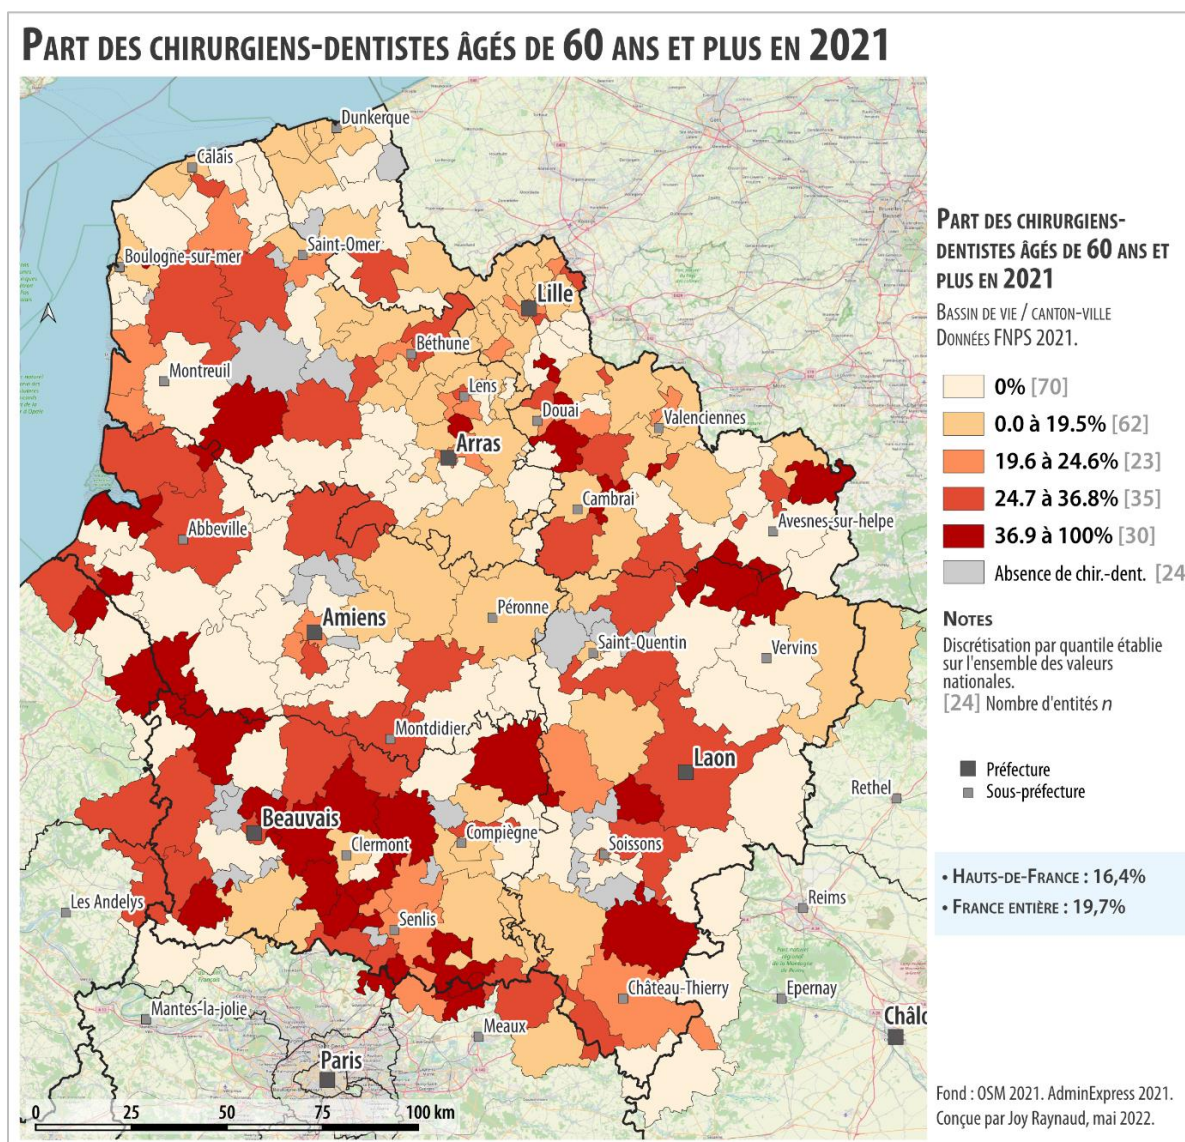 PART DES CHIRURGIENS-DENTISTES ÂGÉS DE 60 ANS ET PLUS EN 2021
Dunkerque
Calais
Saint-Omer
Boulogne-sur-mer
Lille
Béthune
Montreuil
Lens
Douai
Valenciennes
Arras
Cambrai
Avesnes-sur-helpe
Abbeville
Péronne
Amiens
Saint-Quentin
Vervins
Montdidier
Laon
Rethel
Beauvais
Compiègne
Clermont
Soissons
Les Andelys
Senlis
Reims
Château-Thierry
Epernay
Mantes-la-jolie
Meaux
Châlo
Paris
0 25 50 75 100 km
PART DES CHIRURGIENS-
DENTISTES ÂGÉS DE 60 ANS ET
PLUS EN 2021
BASSIN DE VIE / CANTON-VILLE
DONNÉES FNPS 2021.
0% [70]
0.0 à 19.5% [62]
19.6 à 24.6% [23]
24.7 à 36.8% [35]
36.9 à 100% [30]
Absence de chir.-dent. [24
NOTES
Discrétisation par quantile établie
sur l'ensemble des valeurs
nationales.
[24] Nombre d'entités n
Préfecture
Sous-préfecture
• HAUTS-DE-FRANCE : 16,4%
• FRANCE ENTIÈRE : 19,7%
Fond : OSM 2021. AdminExpress 2021.
Conçue par Joy Raynaud, mai 2022.